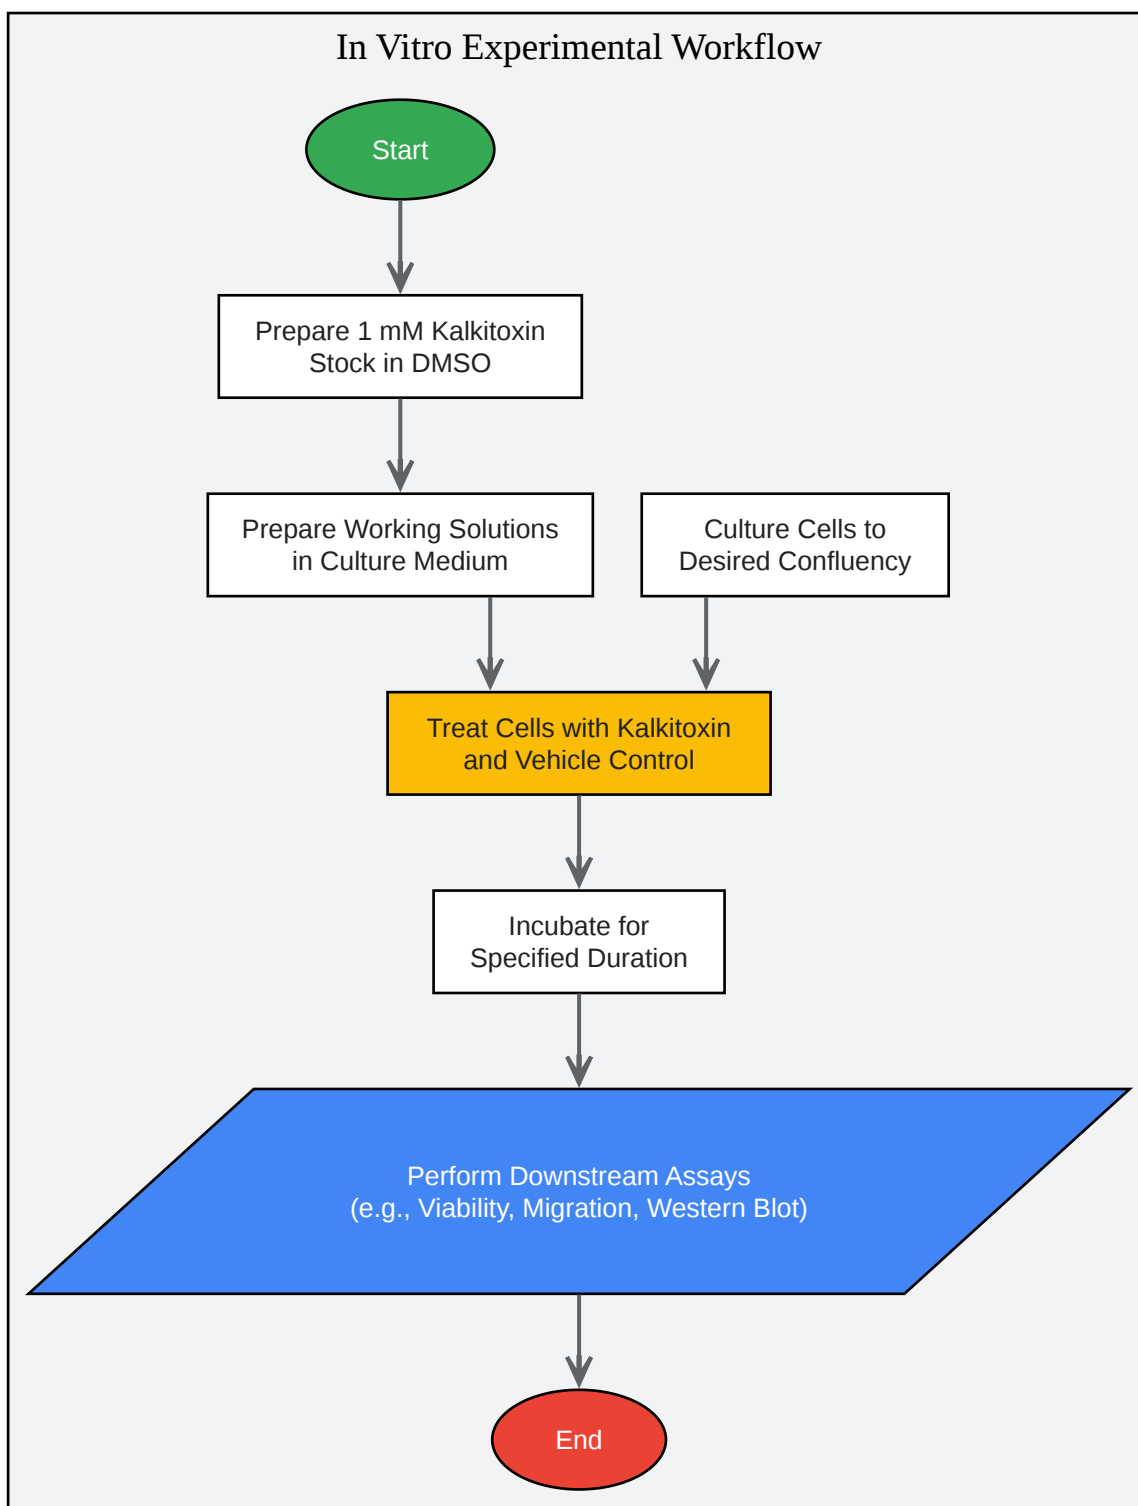 In Vitro Experimental Workflow
Start
Prepare 1 mM Kalkitoxin
Stock in DMSO
Prepare Working Solutions
in Culture Medium
Culture Cells to
Desired Confluency
Treat Cells with Kalkitoxin
and Vehicle Control
Incubate for
Specified Duration
Perform Downstream Assays
(e.g., Viability, Migration, Western Blot)
End